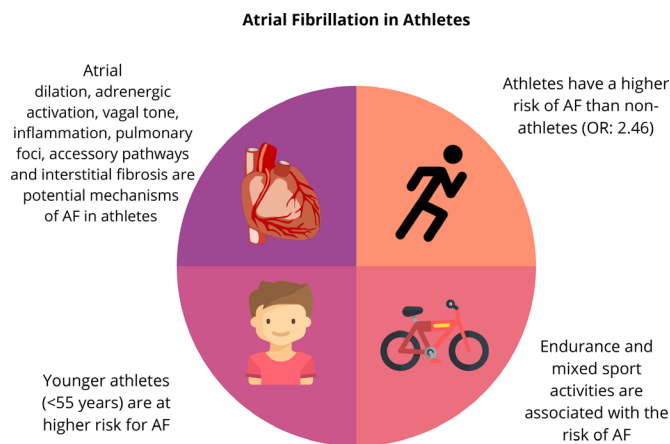 Atrial Fibrillation in Athletes
Atrial
dilation, adrenergic
activation, vagal tone,
inflammation, pulmonary
foci, accessory pathways
and interstitial fibrosis are
potential mechanisms
of AF in athletes
Athletes have a higher
risk of AF than non-
athletes (OR: 2.46)
Younger athletes
(<55 years) are at
higher risk for AF
Endurance and
mixed sport
activities are
associated with the
risk of AF